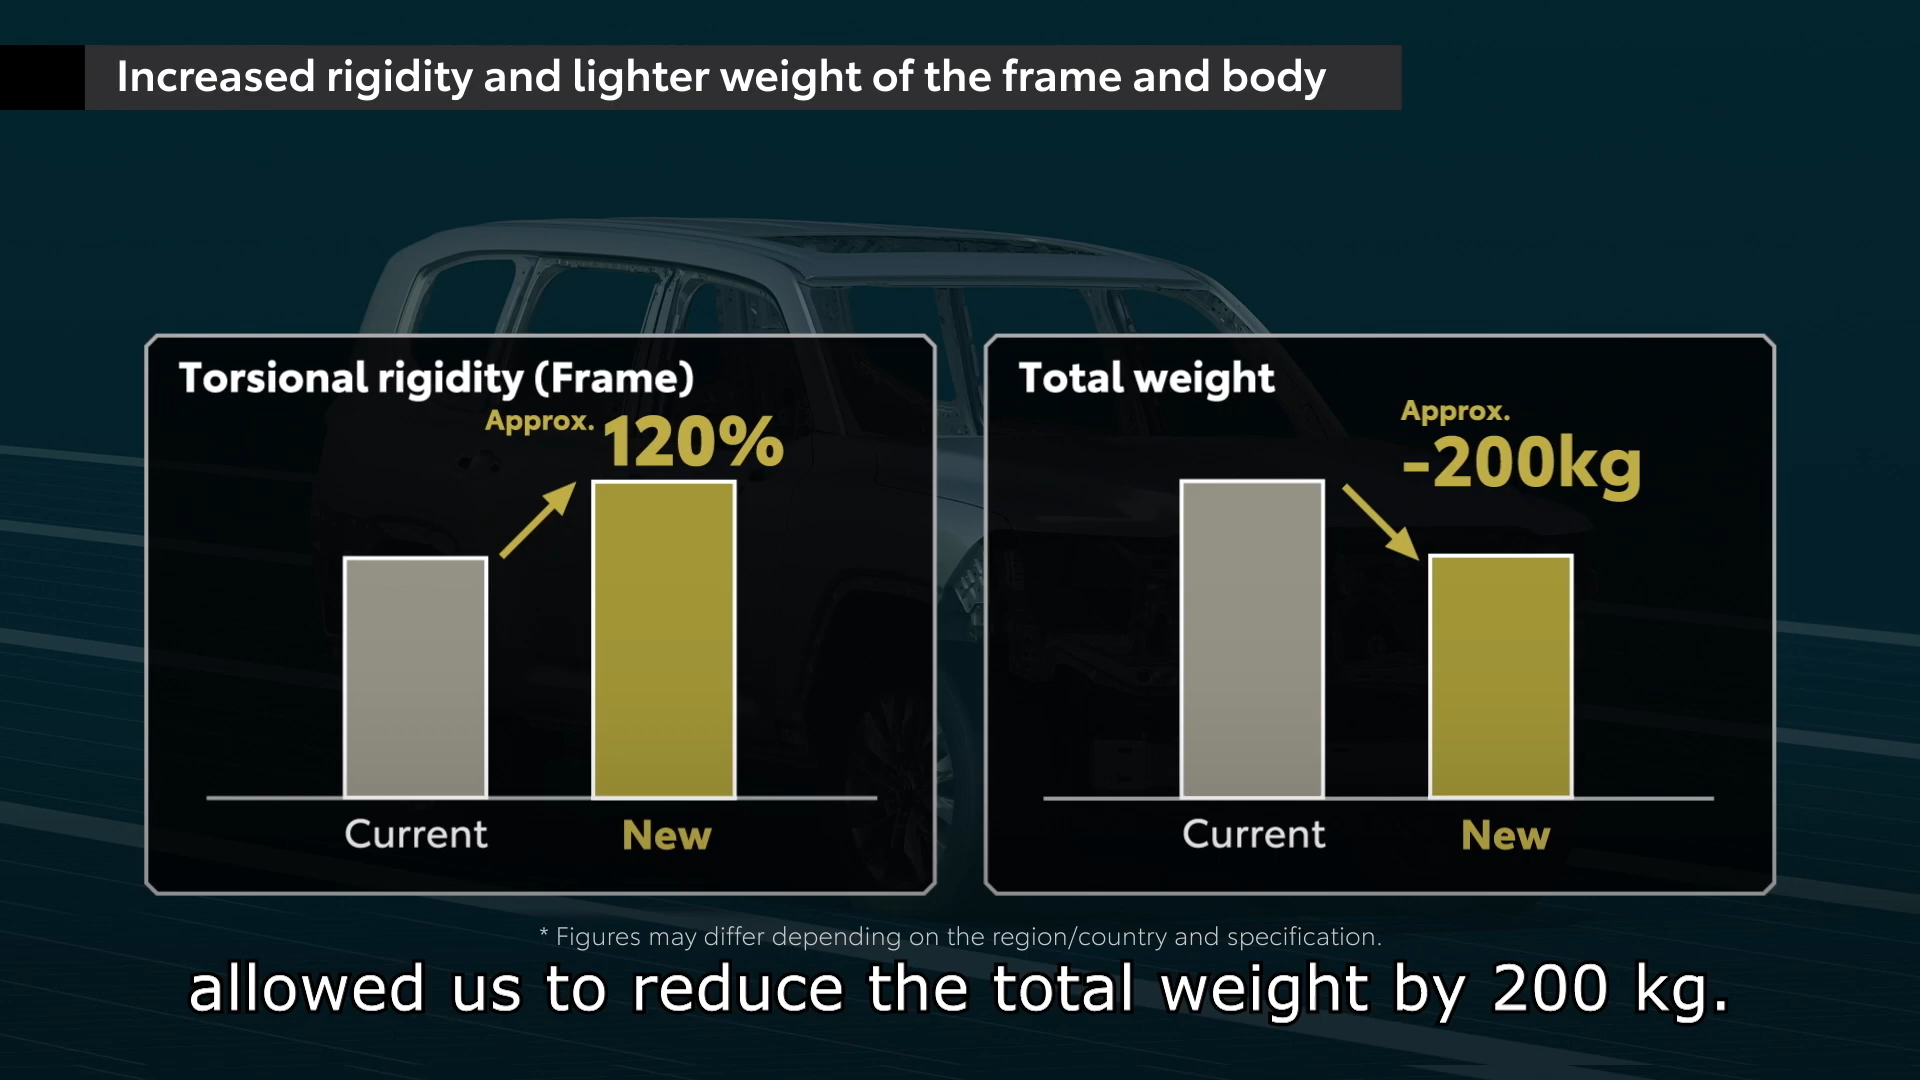 Increased rigidity and lighter weight of the frame and body
Torsional rigidity (Frame)
Approx. 120%
Current
New
Total weight
Approx.
-200kg
Current
New
* Figures may differ depending on the region/country and specification.
allowed us to reduce the total weight by 200 kg.